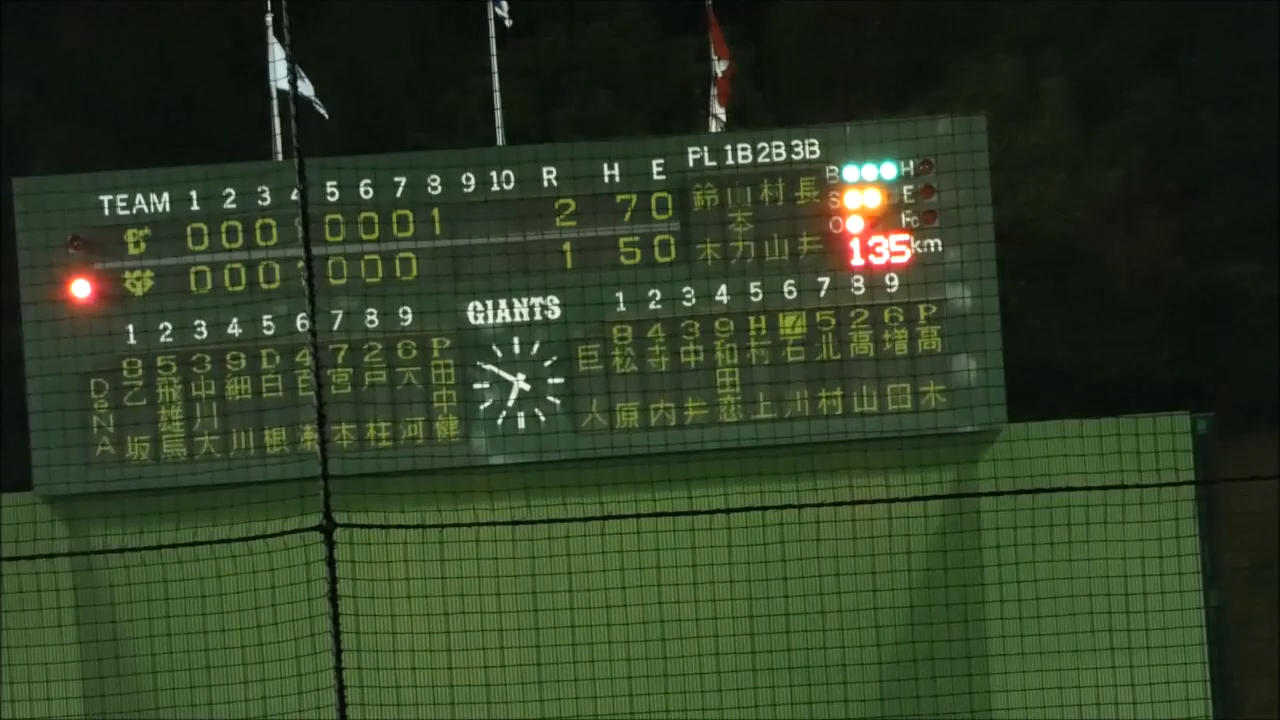 PL 1B 2B 3B
TEAM 1 2 3 4 5 6 7 8 9 10 R H E
B H
0 0 0 0 0 0 1 2 7 0 鈴木 山本力 村山 長井 S E
O Fc
0 0 0 0 0 0 1 5 0 135km
1 2 3 4 5 6 7 8 9 GIANTS 1 2 3 4 5 6 7 8 9
8 5 3 9 D 4 7 2 6 P 8 4 3 9 H 7 5 2 6 P
DeNA 乙坂 飛雄馬 中川大 細川 白根 百瀬 宮本 戸柱 田中健
巨人 松原 寺内 中井 和田恋 村上 石川 北村 高山 増田 高木